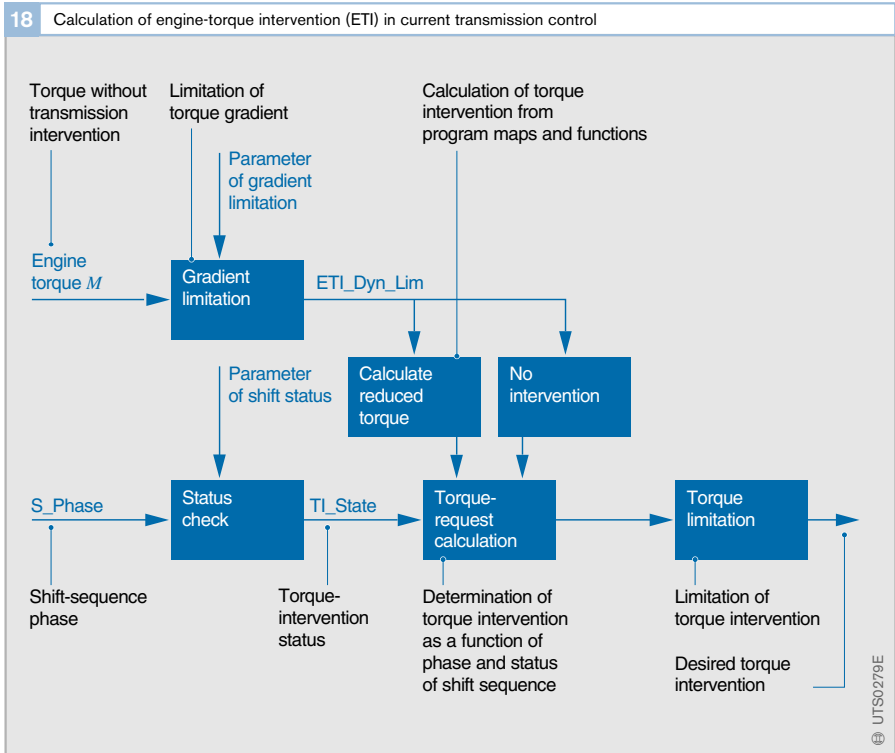 18 Calculation of engine-torque intervention (ETI) in current transmission control
Torque without
transmission
intervention
Limitation of
torque gradient
Calculation of torque
intervention from
program maps and functions
Parameter
of gradient
limitation
Engine
torque M
Gradient
limitation
ETI_Dyn_Lim
Parameter
of shift status
Calculate
reduced
torque
No
intervention
S_Phase
Status
check
TI_State
Torque-
request
calculation
Torque
limitation
Shift-sequence
phase
Torque-
intervention
status
Determination of
torque intervention
as a function of
phase and status
of shift sequence
Limitation of
torque intervention
Desired torque
intervention
UTS0279E